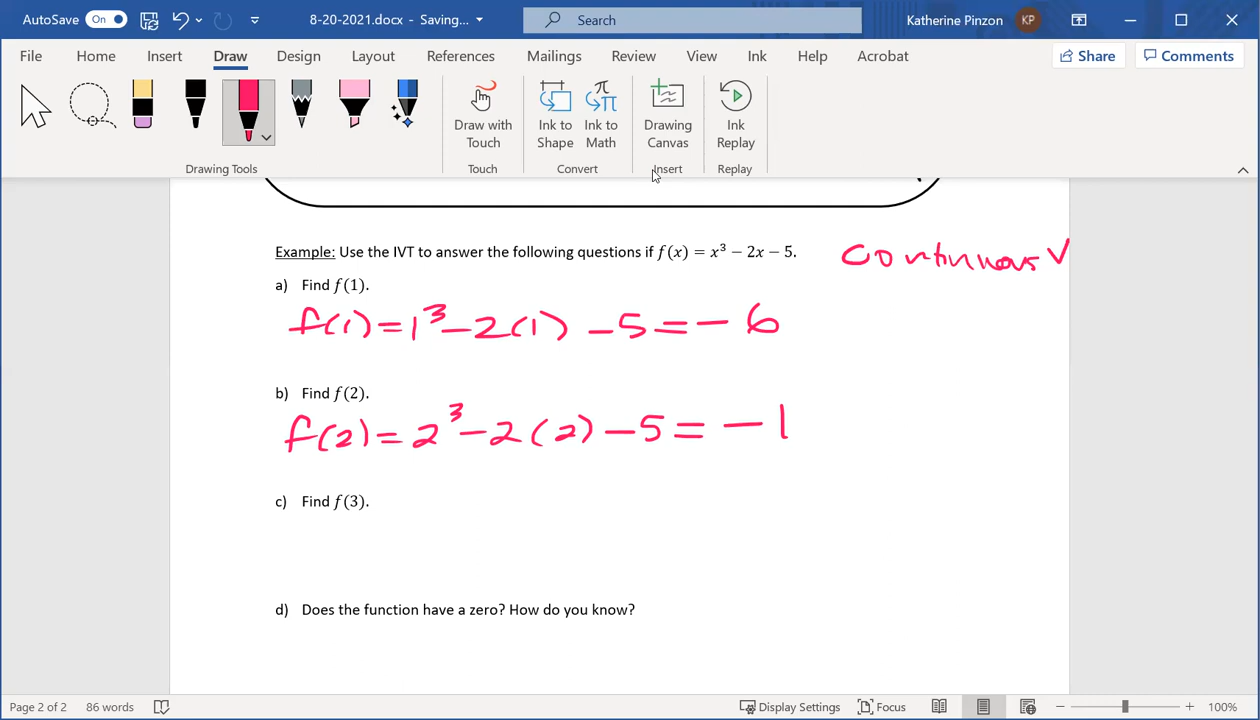 AutoSave On 8-20-2021.docx - Saving... Search Katherine Pinzon KP
File Home Insert Draw Design Layout References Mailings Review View Ink Help Acrobat Share Comments
Draw with Touch
Ink to Shape
Ink to Math
Drawing Canvas
Ink Replay
Drawing Tools Touch Convert Insert Replay
Example: Use the IVT to answer the following questions if f(x) = x³ − 2x − 5. Continuous ✓
a) Find f(1).
f(1) = 1³ − 2(1) − 5 = − 6
b) Find f(2).
f(2) = 2³ − 2(2) − 5 = − 1
c) Find f(3).
d) Does the function have a zero? How do you know?
Page 2 of 2 86 words Display Settings Focus 100%